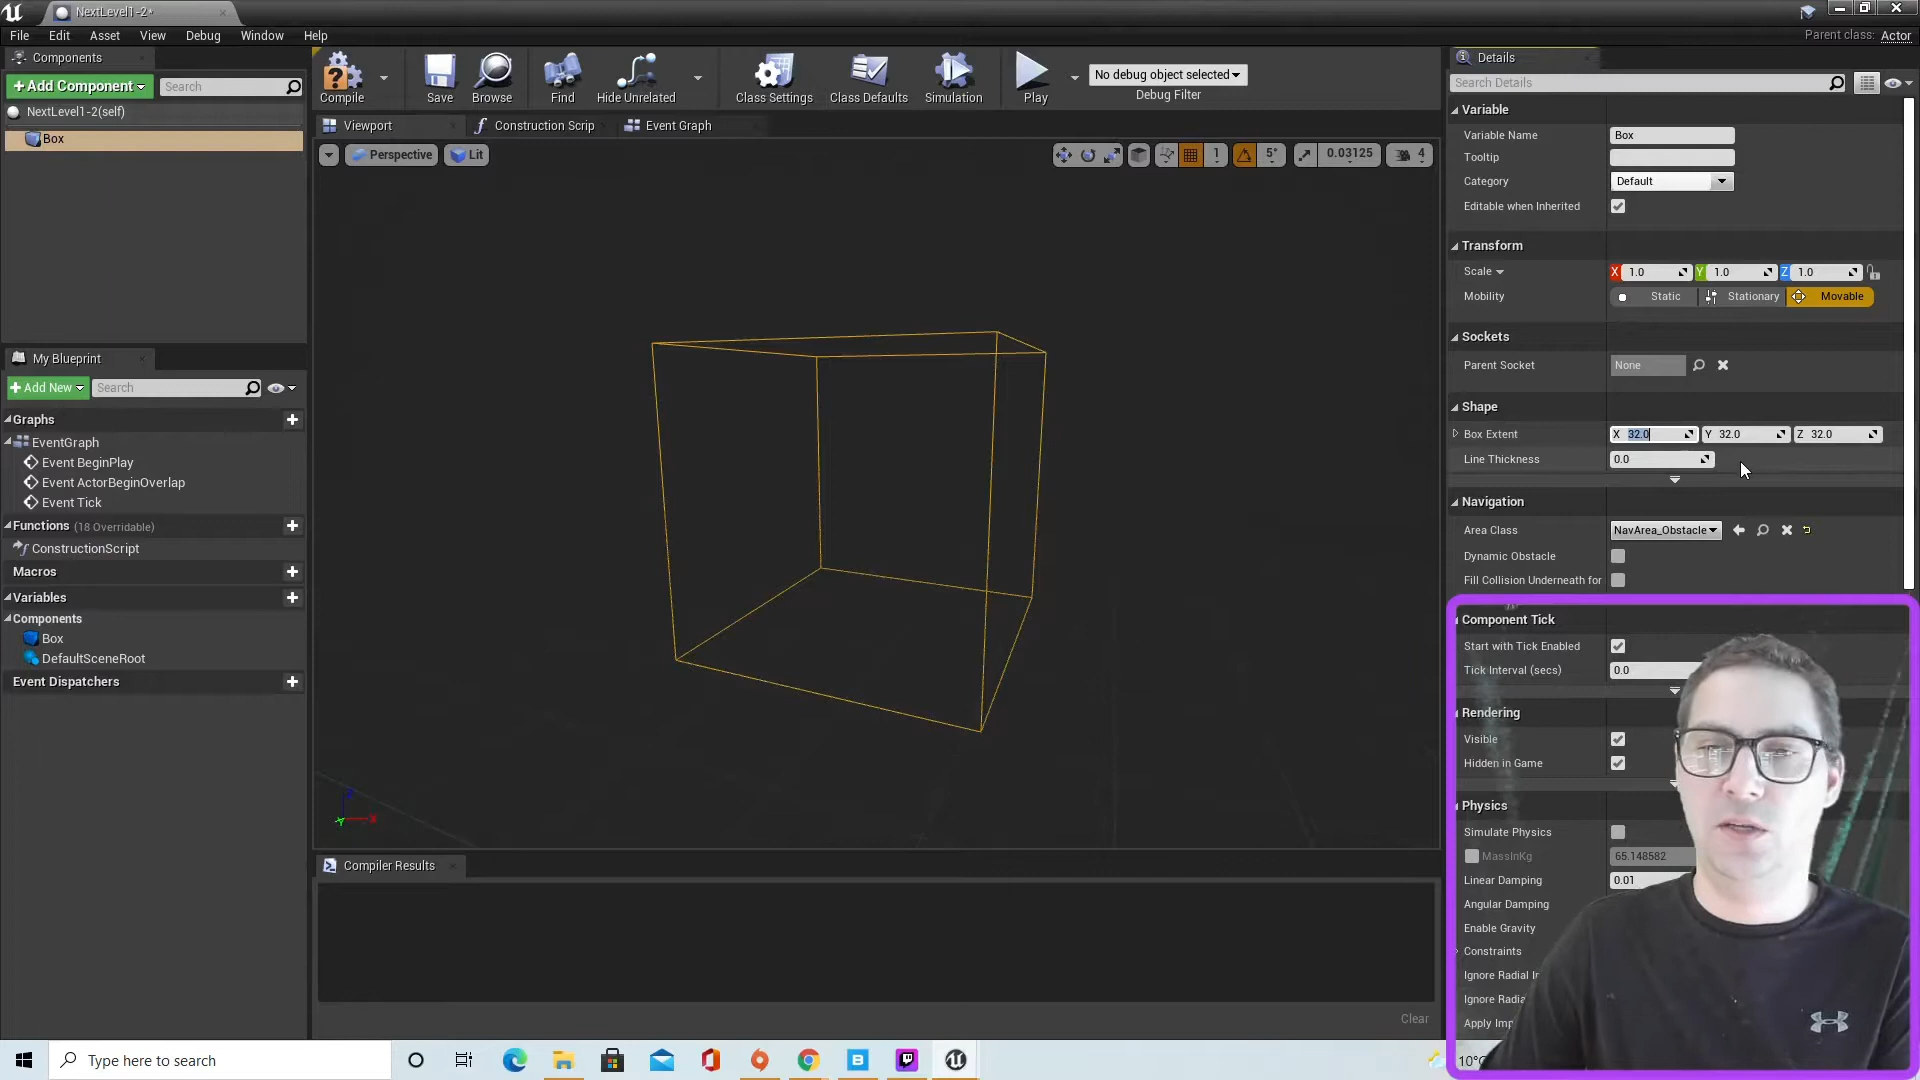 NextLevel1-2*
File Edit Asset View Debug Window Help
Parent class: Actor
Components
+Add Component
Search
NextLevel1-2(self)
Box
My Blueprint
+Add New
Search
Graphs
EventGraph
Event BeginPlay
Event ActorBeginOverlap
Event Tick
Functions (18 Overridable)
ConstructionScript
Macros
Variables
Components
Box
DefaultSceneRoot
Event Dispatchers
Compile
Save
Browse
Find
Hide Unrelated
Class Settings
Class Defaults
Simulation
Play
No debug object selected
Debug Filter
Viewport
Construction Scrip
Event Graph
Perspective
Lit
1
5°
0.03125
4
Z
Y
X
Compiler Results
Clear
Details
Search Details
Variable
Variable Name Box
Tooltip
Category Default
Editable when Inherited
Transform
Scale X 1.0 Y 1.0 Z 1.0
Mobility Static Stationary Movable
Sockets
Parent Socket None
Shape
Box Extent X 32.0 Y 32.0 Z 32.0
Line Thickness 0.0
Navigation
Area Class NavArea_Obstacle
Dynamic Obstacle
Fill Collision Underneath for
Component Tick
Start with Tick Enabled
Tick Interval (secs) 0.0
Rendering
Visible
Hidden in Game
Physics
Simulate Physics
MassInKg 65.148582
Linear Damping 0.01
Angular Damping
Enable Gravity
Constraints
Ignore Radial I
Ignore Radia
Apply Imp
Type here to search
10°C